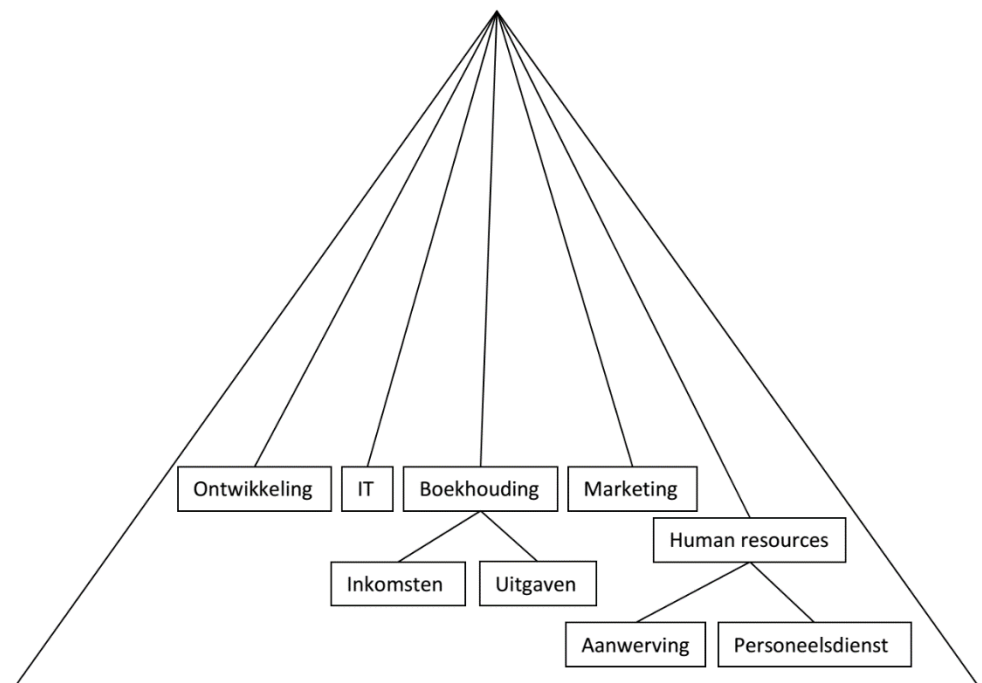 Ontwikkeling
IT
Boekhouding
Marketing
Human resources
Inkomsten
Uitgaven
Aanwerving
Personeelsdienst